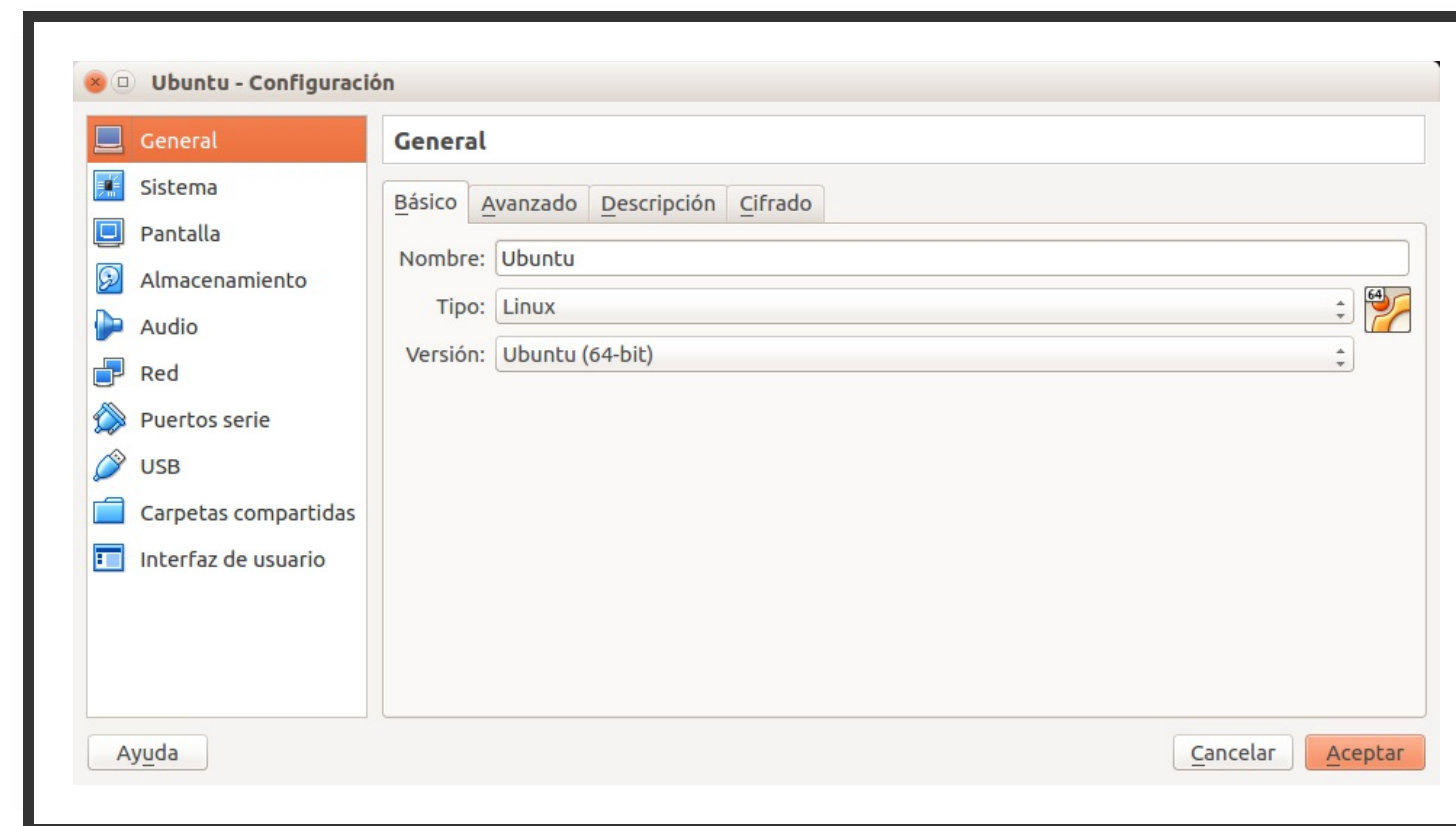 Ubuntu - Configuración
General
Sistema
Pantalla
Almacenamiento
Audio
Red
Puertos serie
USB
Carpetas compartidas
Interfaz de usuario
General
Básico Avanzado Descripción Cifrado
Nombre: Ubuntu
Tipo: Linux
64
Versión: Ubuntu (64-bit)
Ayuda Cancelar Aceptar